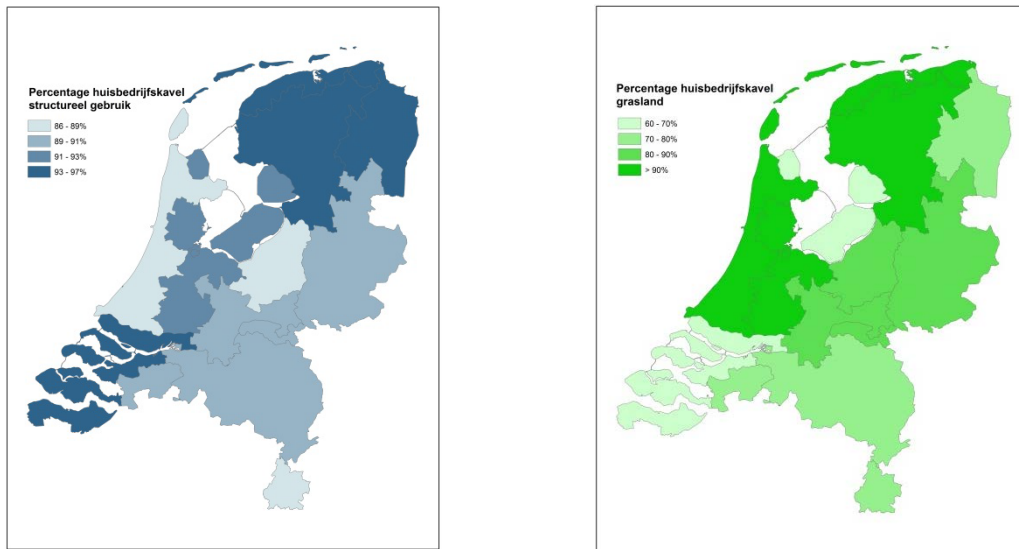 Percentage huisbedrijfskavel
structureel gebruik
86 - 89%
89 - 91%
91 - 93%
93 - 97%
Percentage huisbedrijfskavel
grasland
60 - 70%
70 - 80%
80 - 90%
> 90%